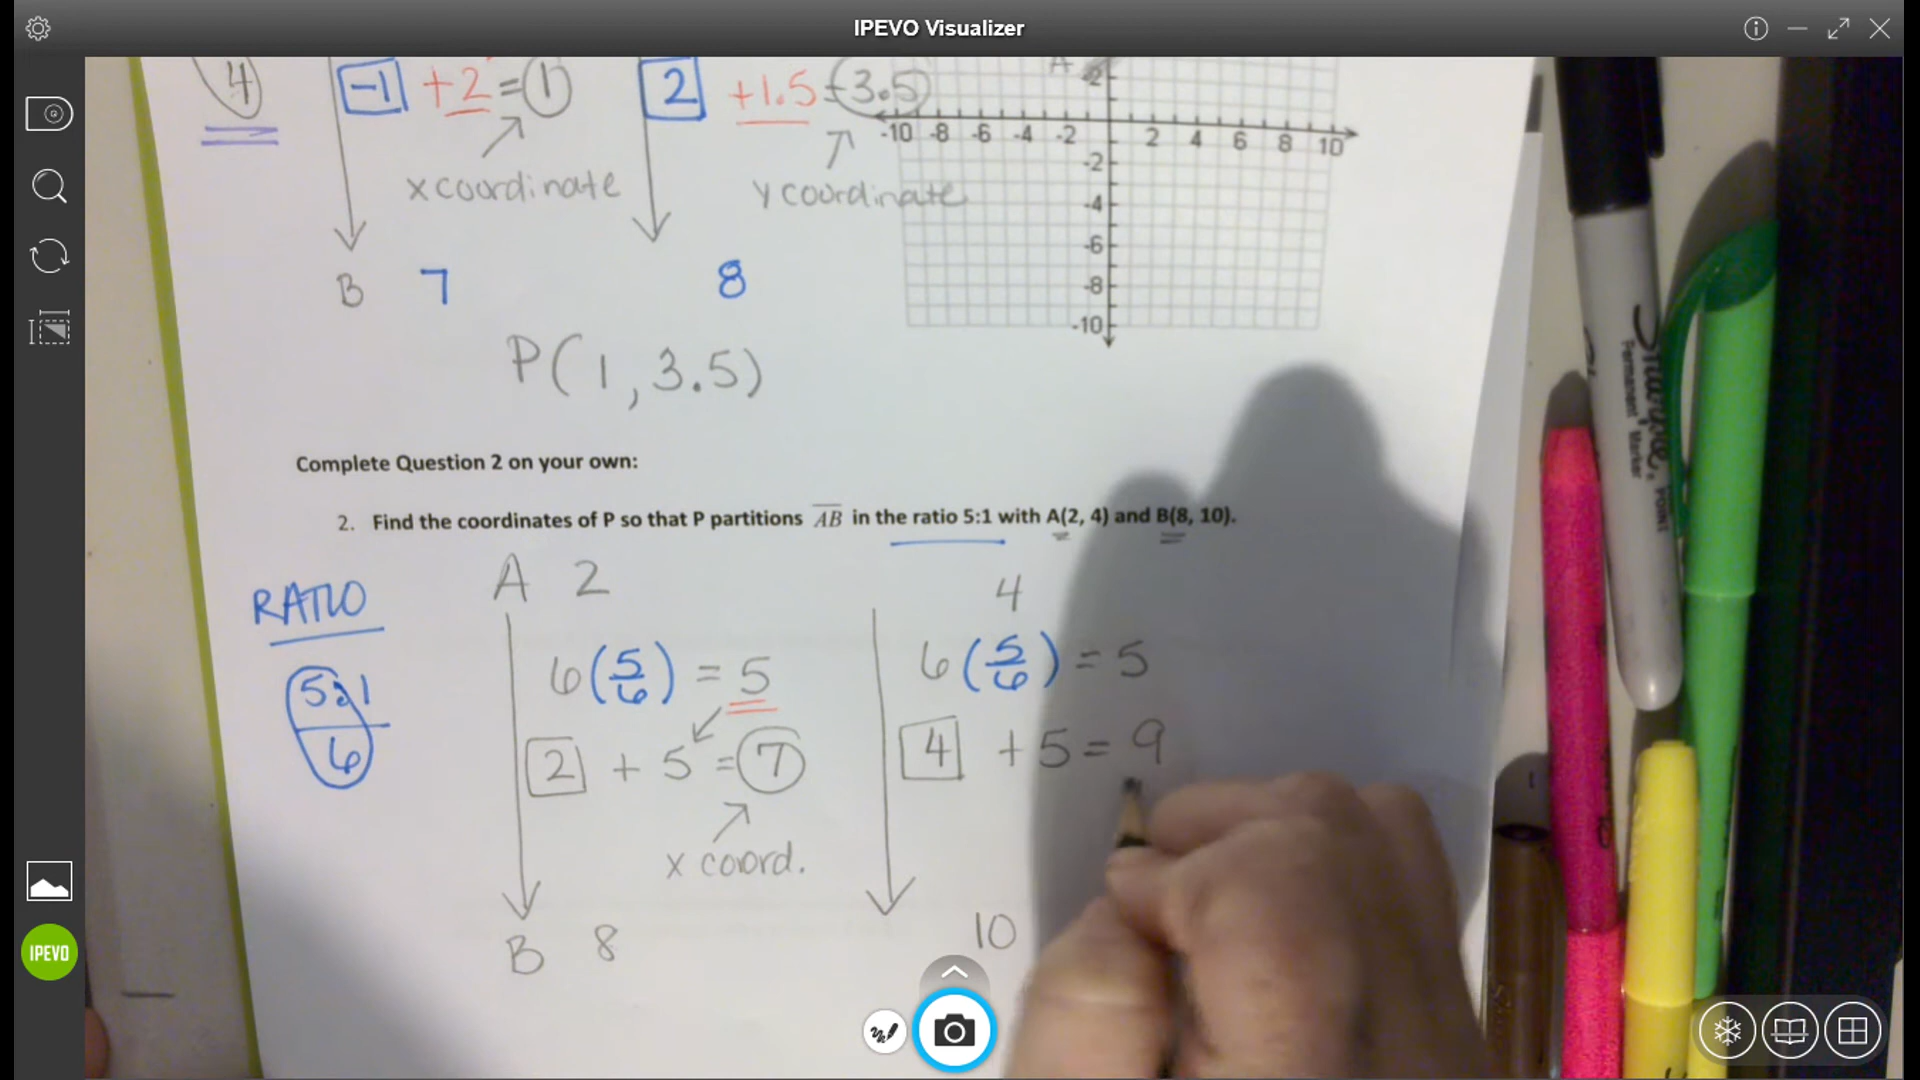 IPEVO Visualizer
4 -1 +2 = 1 2 +1.5 = 3.5
A 2
-10 -8 -6 -4 -2 2 4 6 8 10
-2
-4
-6
-8
-10
x coordinate y coordinate
B 7 8
P(1, 3.5)
Complete Question 2 on your own:
2. Find the coordinates of P so that P partitions AB in the ratio 5:1 with A(2, 4) and B(8, 10).
RATIO
5:1
6
A 2 4
6(5/6) = 5 6(5/6) = 5
2 + 5 = 7 4 + 5 = 9
x coord.
B 8 10
IPEVO
Sharpie
Permanent Marker
POINT